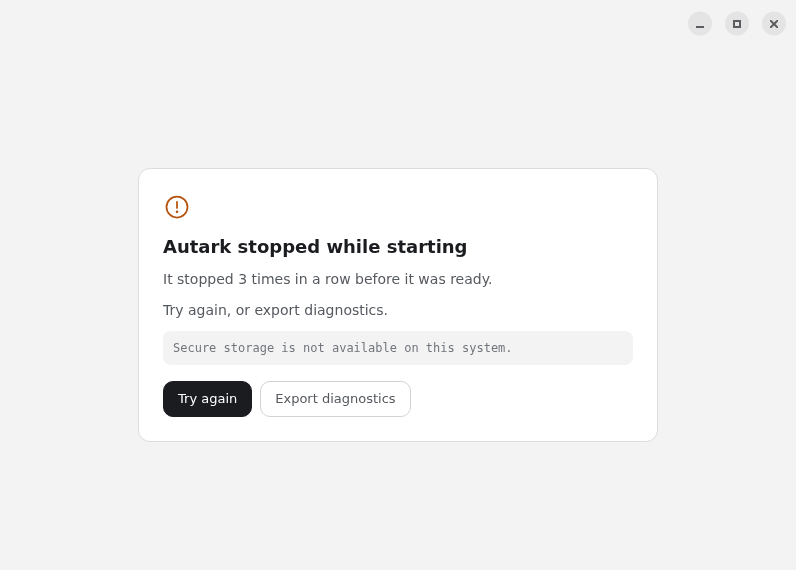 Autark stopped while starting
It stopped 3 times in a row before it was ready.
Try again, or export diagnostics.
Secure storage is not available on this system.
Try again
Export diagnostics